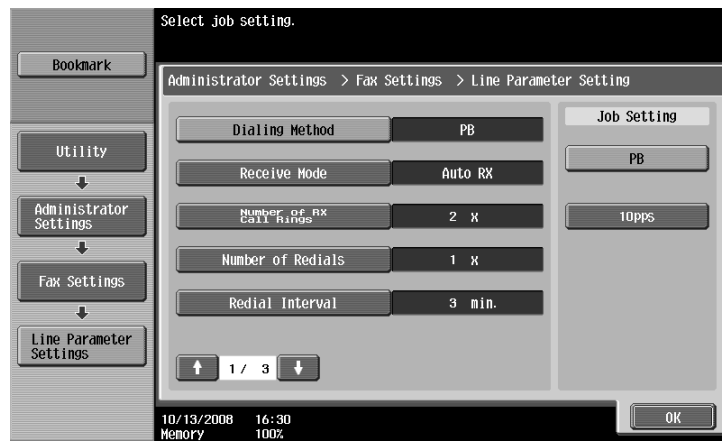 Select job setting.
Bookmark
Administrator Settings > Fax Settings > Line Parameter Setting
Utility
Administrator
Settings
Fax Settings
Line Parameter
Settings
Dialing Method PB
Receive Mode Auto RX
Number of RX
Call Rings 2 X
Number of Redials 1 X
Redial Interval 3 min.
1 / 3
Job Setting
PB
10pps
10/13/2008 16:30
Memory 100%
OK